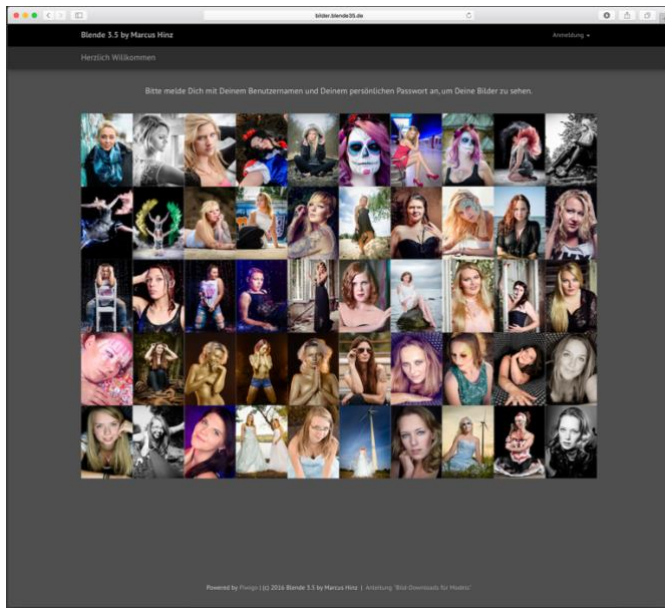 bilder.blende35.de
Blende 3.5 by Marcus Hinz
Anmeldung
Herzlich Willkommen
Bitte melde Dich mit Deinem Benutzernamen und Deinem persönlichen Passwort an, um Deine Bilder zu sehen.
Powered by Piwigo | (c) 2016 Blende 3.5 by Marcus Hinz | Anleitung "Bild-Downloads für Models"